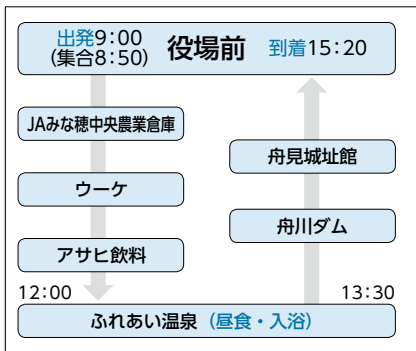 出発9:00
(集合8:50)
役場前
到着15:20
JAみな穂中央農業倉庫
ウーケ
アサヒ飲料
舟見城址館
舟川ダム
12:00
13:30
ふれあい温泉（昼食・入浴）